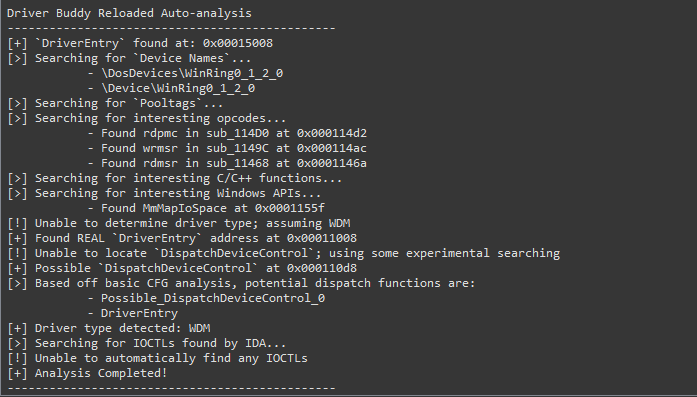 Driver Buddy Reloaded Auto-analysis
-----------------------------------------------
[+] `DriverEntry` found at: 0x00015008
[>] Searching for `Device Names`...
- \DosDevices\WinRing0_1_2_0
- \Device\WinRing0_1_2_0
[>] Searching for `Pooltags`...
[>] Searching for interesting opcodes...
- Found rdpmc in sub_114D0 at 0x000114d2
- Found wrmsr in sub_1149C at 0x000114ac
- Found rdmsr in sub_11468 at 0x0001146a
[>] Searching for interesting C/C++ functions...
[>] Searching for interesting Windows APIs...
- Found MmMapIoSpace at 0x0001155f
[!] Unable to determine driver type; assuming WDM
[+] Found REAL `DriverEntry` address at 0x00011008
[!] Unable to locate `DispatchDeviceControl`; using some experimental searching
[+] Possible `DispatchDeviceControl` at 0x000110d8
[>] Based off basic CFG analysis, potential dispatch functions are:
- Possible_DispatchDeviceControl_0
- DriverEntry
[+] Driver type detected: WDM
[>] Searching for IOCTLs found by IDA...
[!] Unable to automatically find any IOCTLs
[+] Analysis Completed!
-----------------------------------------------